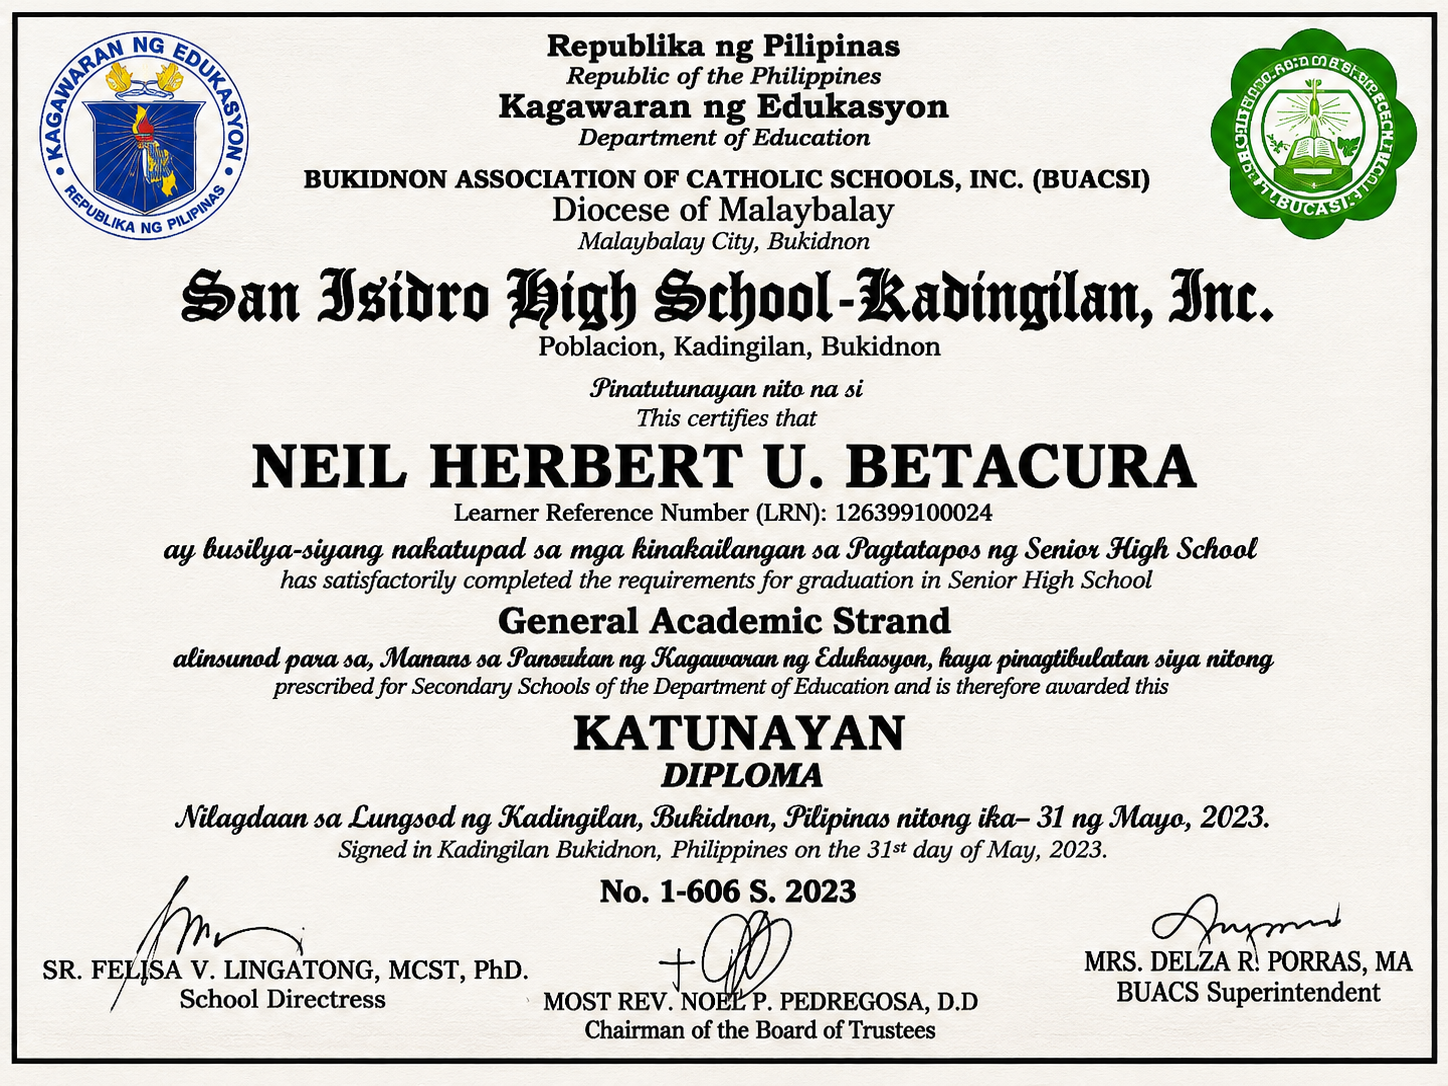 KAGAWARAN NG EDUKASYON
REPUBLIKA NG PILIPINAS
Republika ng Pilipinas
Republic of the Philippines
Kagawaran ng Edukasyon
Department of Education
BUKIDNON ASSOCIATION OF CATHOLIC SCHOOLS, INC. (BUACSI)
Diocese of Malaybalay
Malaybalay City, Bukidnon
BUCASI
San Isidro High School-Kadingilan, Inc.
Poblacion, Kadingilan, Bukidnon
Pinatutunayan nito na si
This certifies that
NEIL HERBERT U. BETACURA
Learner Reference Number (LRN): 126399100024
ay busilya-siyang nakatupad sa mga kinakailangan sa Pagtatapos ng Senior High School
has satisfactorily completed the requirements for graduation in Senior High School
General Academic Strand
alinsunod para sa, sa ng Kagawaran ng Edukasyon, kaya pinagtibulatan siya nitong
prescribed for Secondary Schools of the Department of Education and is therefore awarded this
KATUNAYAN
DIPLOMA
Nilagdaan sa Lungsod ng Kadingilan, Bukidnon, Pilipinas nitong ika– 31 ng Mayo, 2023.
Signed in Kadingilan Bukidnon, Philippines on the 31st day of May, 2023.
No. 1-606 S. 2023
SR. FELISA V. LINGATONG, MCST, PhD.
School Directress
MOST REV. NOEL P. PEDREGOSA, D.D
Chairman of the Board of Trustees
MRS. DELZA R. PORRAS, MA
BUACS Superintendent